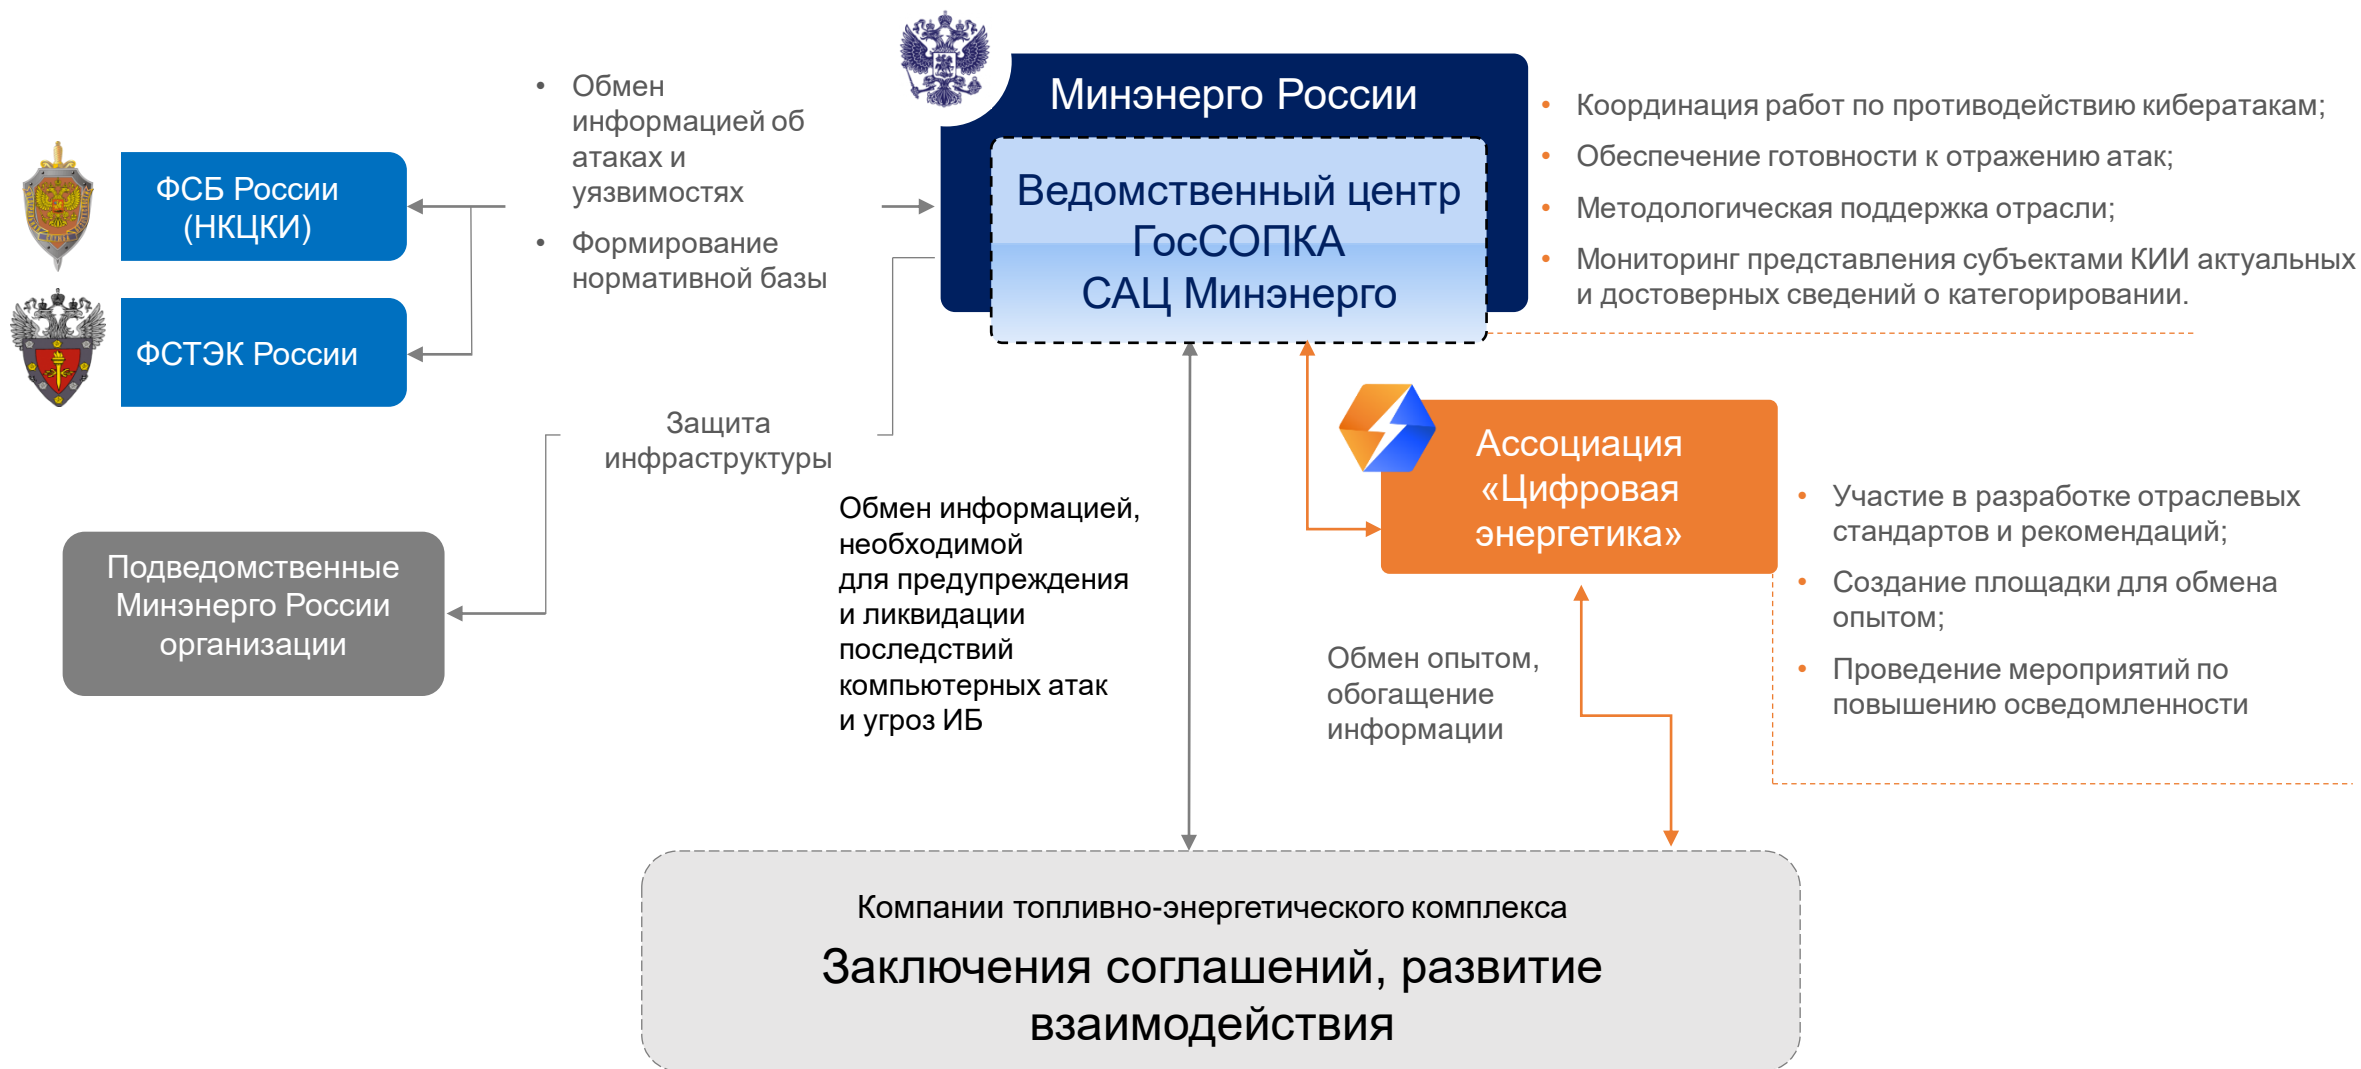 Минэнерго России
Ведомственный центр
ГосСОПКА
САЦ Минэнерго
• Координация работ по противодействию кибератакам;
• Обеспечение готовности к отражению атак;
• Методологическая поддержка отрасли;
• Мониторинг представления субъектами КИИ актуальных
и достоверных сведений о категорировании.
• Обмен
информацией об
атаках и
уязвимостях
• Формирование
нормативной базы
ФСБ России
(НКЦКИ)
ФСТЭК России
Защита
инфраструктуры
Подведомственные
Минэнерго России
организации
Обмен информацией,
необходимой
для предупреждения
и ликвидации
последствий
компьютерных атак
и угроз ИБ
Ассоциация
«Цифровая
энергетика»
• Участие в разработке отраслевых
стандартов и рекомендаций;
• Создание площадки для обмена
опытом;
• Проведение мероприятий по
повышению осведомленности
Обмен опытом,
обогащение
информации
Компании топливно-энергетического комплекса
Заключения соглашений, развитие
взаимодействия